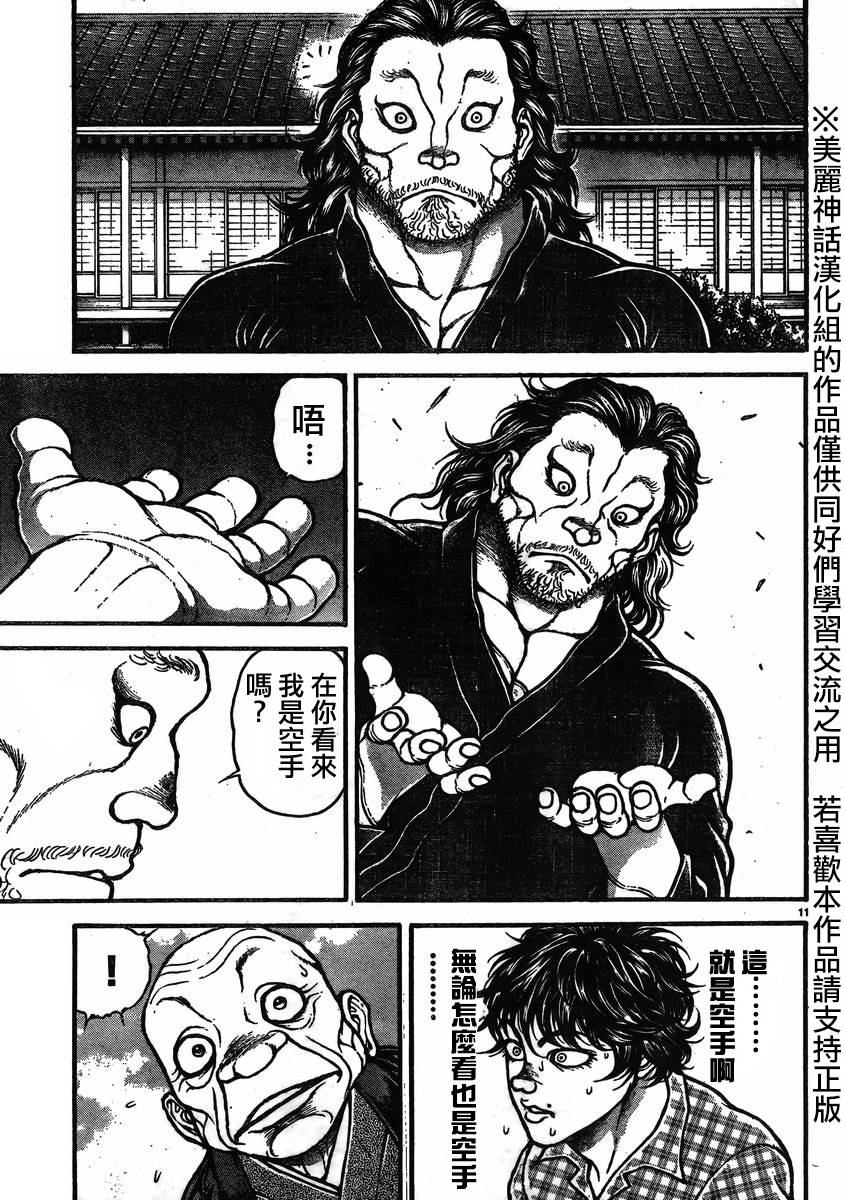 唔…
在你看來
我是空手
嗎？
11
這………
就是空手啊
………
無論怎麼看也是空手
！
※美麗神話漢化組的作品僅供同好們學習交流之用　若喜歡本作品請支持正版